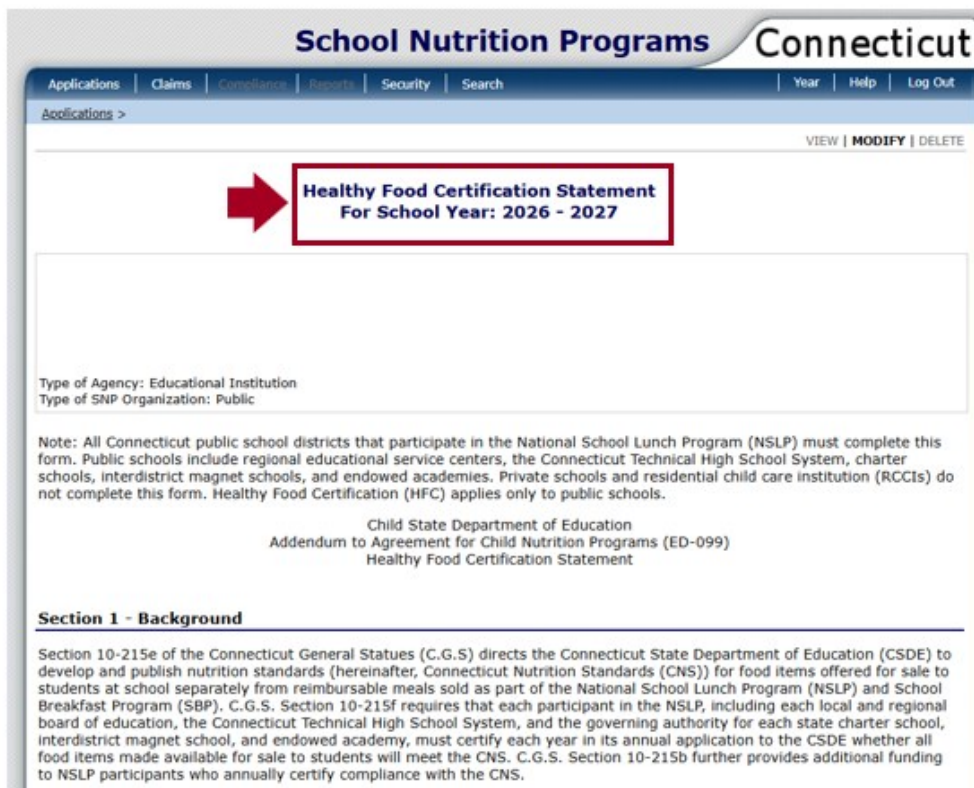 School Nutrition Programs
Connecticut
Applications | Claims | Compliance | Reports | Security | Search | Year | Help | Log Out
Applications >
VIEW | MODIFY | DELETE
Healthy Food Certification Statement
For School Year: 2026 - 2027
Type of Agency: Educational Institution
Type of SNP Organization: Public
Note: All Connecticut public school districts that participate in the National School Lunch Program (NSLP) must complete this
form. Public schools include regional educational service centers, the Connecticut Technical High School System, charter
schools, interdistrict magnet schools, and endowed academies. Private schools and residential child care institution (RCCIs) do
not complete this form. Healthy Food Certification (HFC) applies only to public schools.
Child State Department of Education
Addendum to Agreement for Child Nutrition Programs (ED-099)
Healthy Food Certification Statement
Section 1 - Background
Section 10-215e of the Connecticut General Statues (C.G.S) directs the Connecticut State Department of Education (CSDE) to
develop and publish nutrition standards (hereinafter, Connecticut Nutrition Standards (CNS)) for food items offered for sale to
students at school separately from reimbursable meals sold as part of the National School Lunch Program (NSLP) and School
Breakfast Program (SBP). C.G.S. Section 10-215f requires that each participant in the NSLP, including each local and regional
board of education, the Connecticut Technical High School System, and the governing authority for each state charter school,
interdistrict magnet school, and endowed academy, must certify each year in its annual application to the CSDE whether all
food items made available for sale to students will meet the CNS. C.G.S. Section 10-215b further provides additional funding
to NSLP participants who annually certify compliance with the CNS.